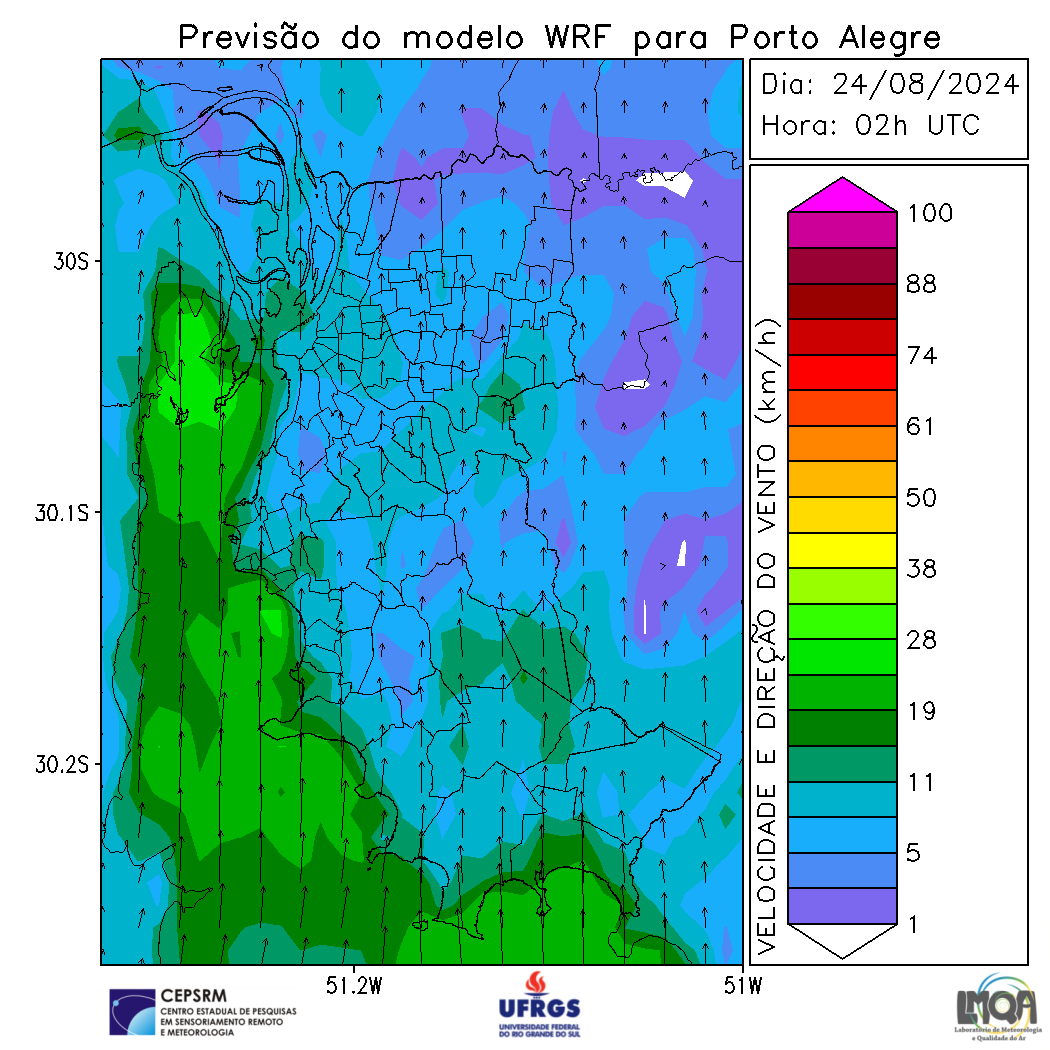 Previsão do modelo WRF para Porto Alegre
Dia: 24/08/2024
Hora: 02h UTC
30S
30.1S
30.2S
51.2W
51W
VELOCIDADE E DIREÇÃO DO VENTO (km/h)
100
88
74
61
50
38
28
19
11
5
1
CEPSRM
CENTRO ESTADUAL DE PESQUISAS
EM SENSORIAMENTO REMOTO
E METEOROLOGIA
UFRGS
UNIVERSIDADE FEDERAL
DO RIO GRANDE DO SUL
LMQA
Laboratório de Meteorologia
e Qualidade do Ar